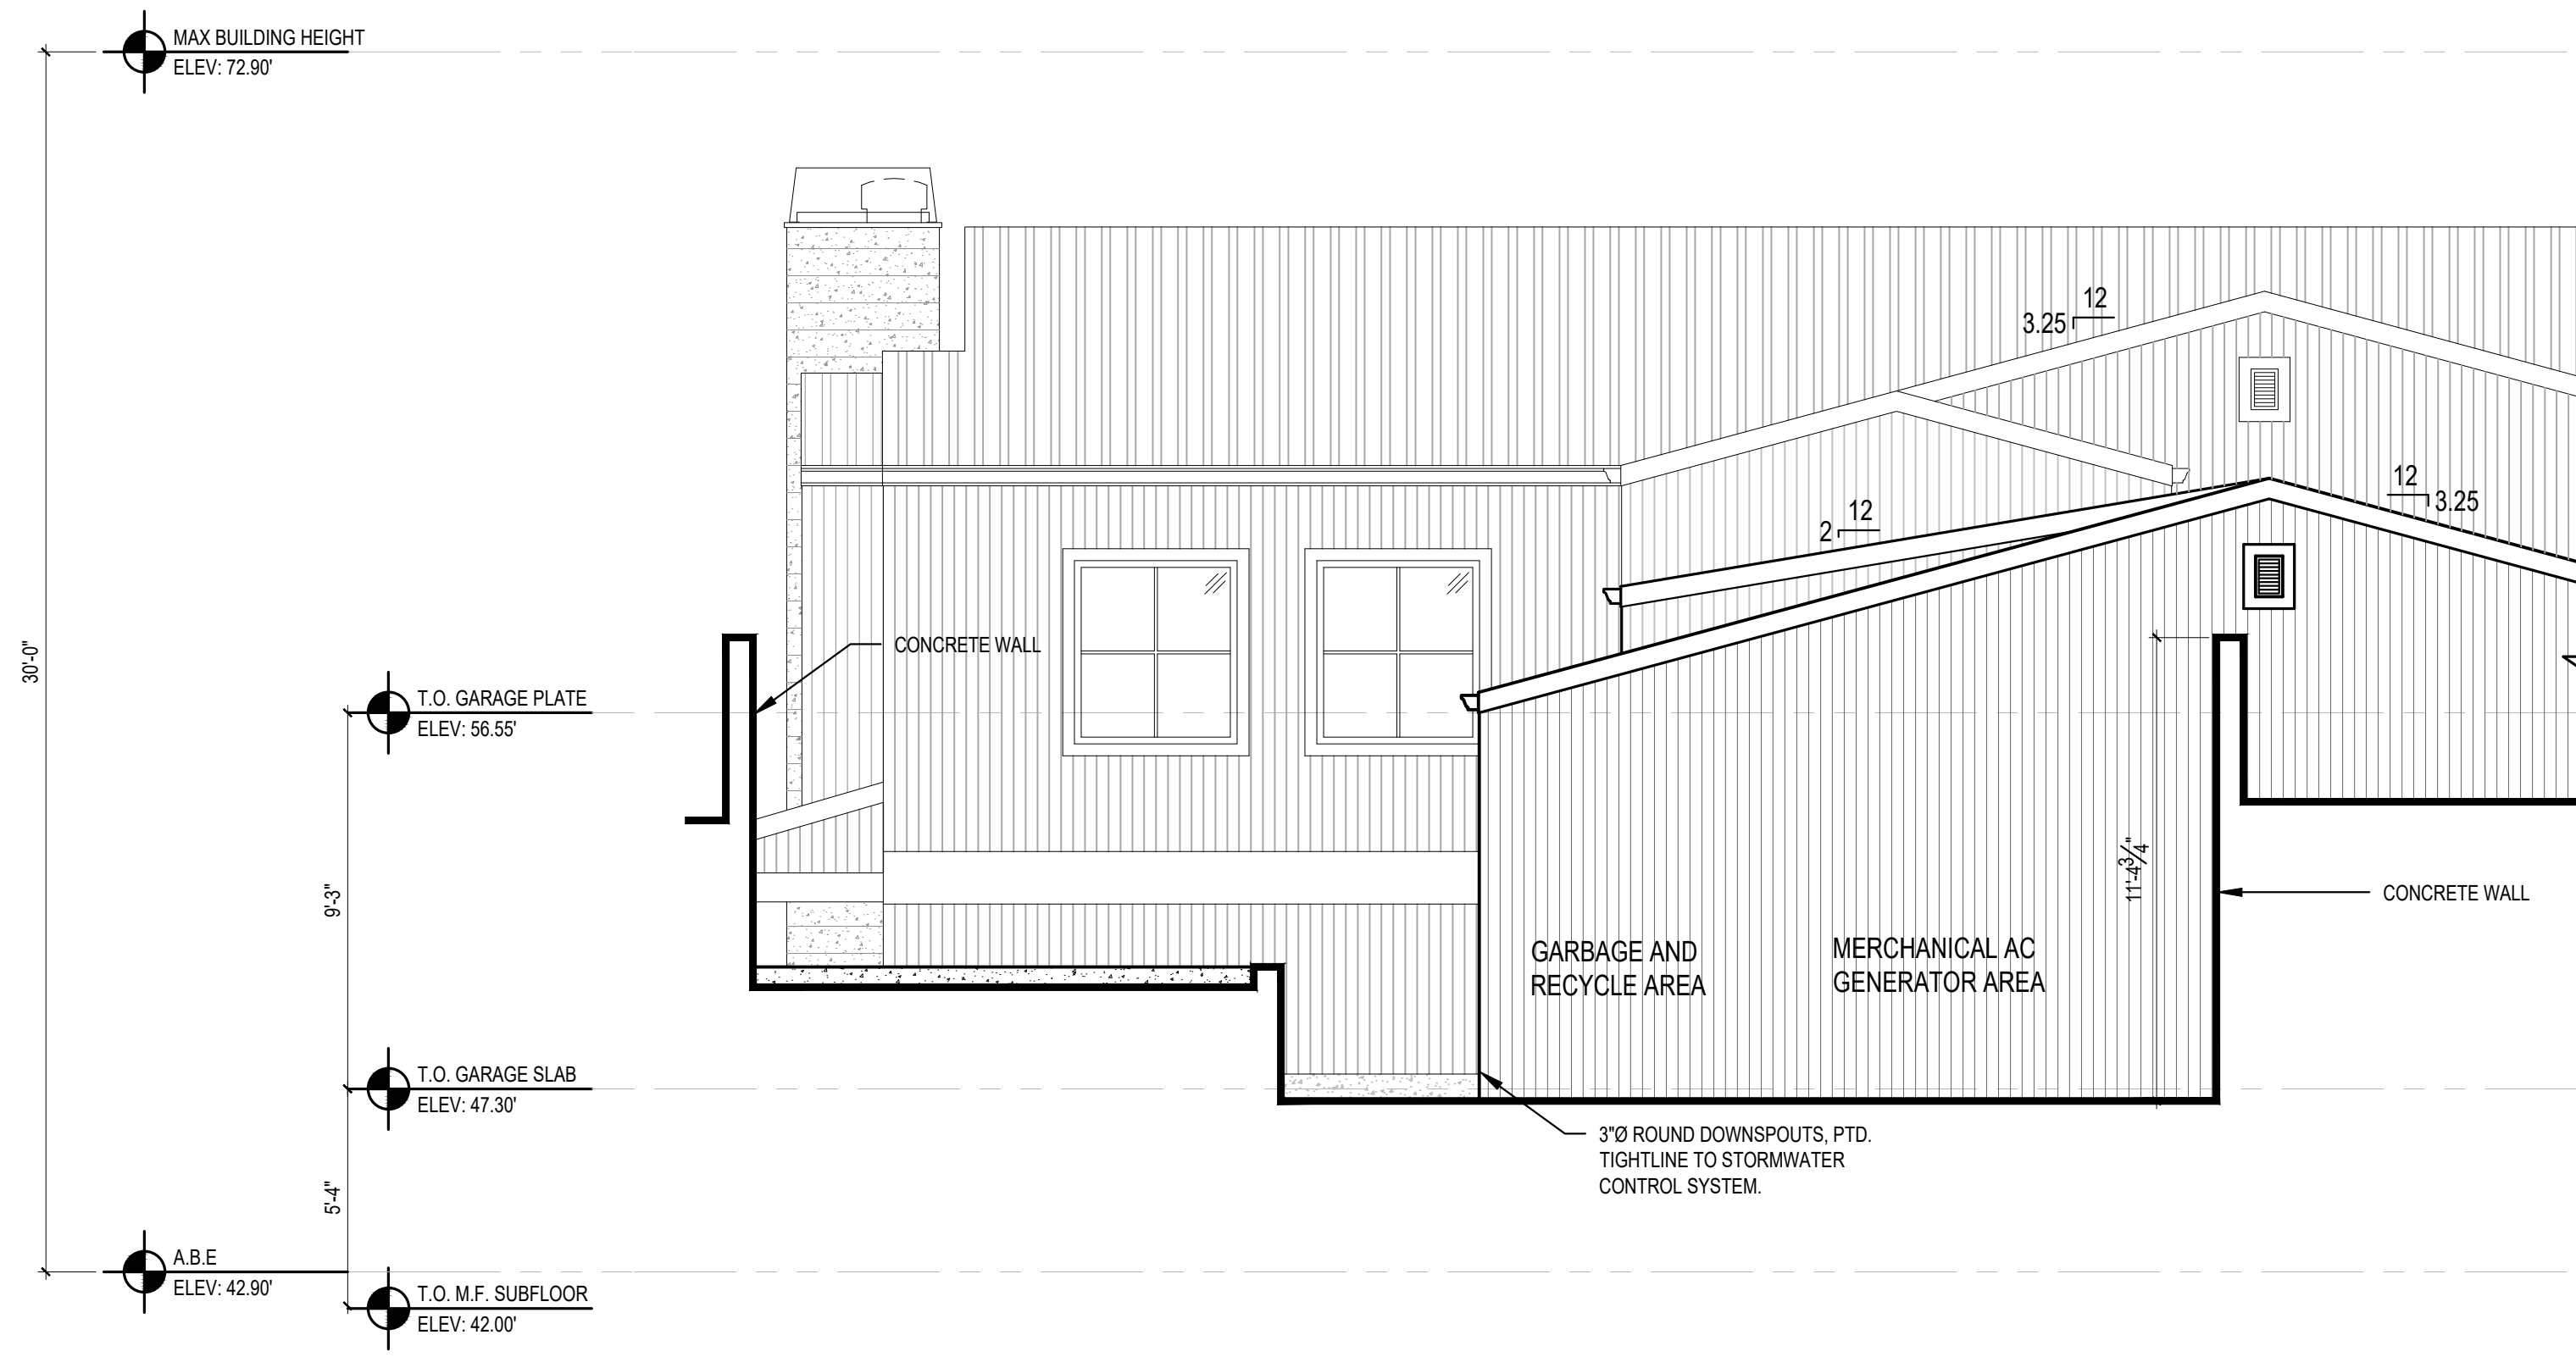 MAX BUILDING HEIGHT
ELEV: 72.90'
12
3.25
12
3.25
12
2
CONCRETE WALL
30'-0"
T.O. GARAGE PLATE
ELEV: 56.55'
9'-3"
11'-4 3/4"
CONCRETE WALL
GARBAGE AND
RECYCLE AREA
MERCHANICAL AC
GENERATOR AREA
T.O. GARAGE SLAB
ELEV: 47.30'
3"Ø ROUND DOWNSPOUTS, PTD.
TIGHTLINE TO STORMWATER
CONTROL SYSTEM.
5'-4"
A.B.E
ELEV: 42.90'
T.O. M.F. SUBFLOOR
ELEV: 42.00'